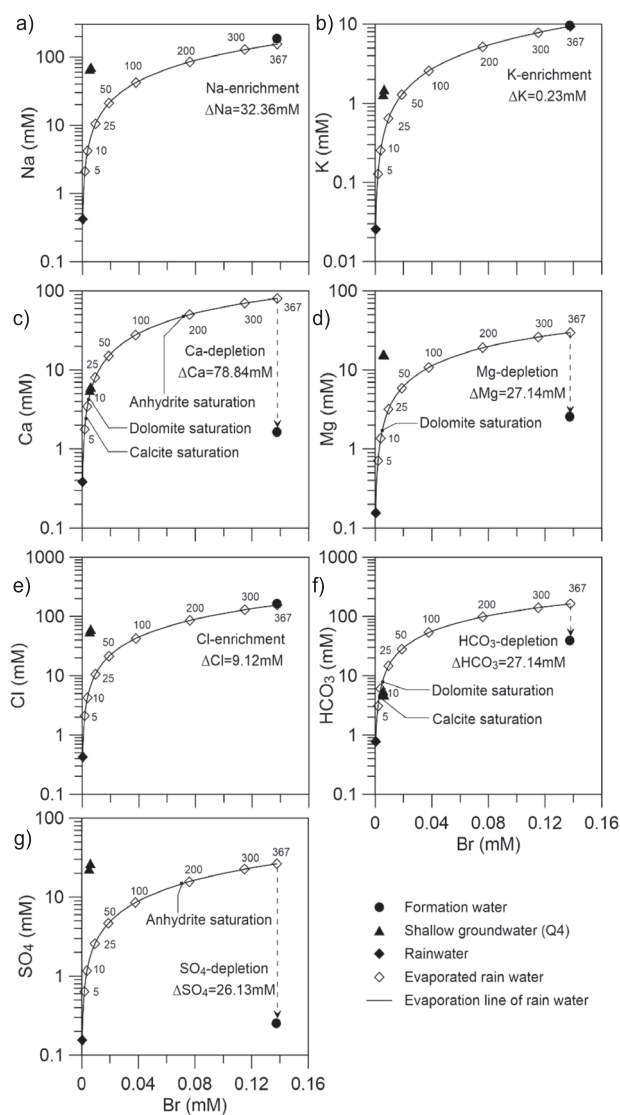 a)
100
10
1
0.1
Na (mM)
5
10
25
50
100
200
300
367
Na-enrichment
ΔNa=32.36mM
b)
10
1
0.1
0.01
K (mM)
5
10
25
50
100
200
300
367
K-enrichment
ΔK=0.23mM
c)
100
10
1
0.1
Ca (mM)
5
10
25
50
100
200
300
367
Ca-depletion
ΔCa=78.84mM
Anhydrite saturation
Dolomite saturation
Calcite saturation
d)
100
10
1
0.1
Mg (mM)
5
10
25
50
100
200
300
367
Mg-depletion
ΔMg=27.14mM
Dolomite saturation
e)
1000
100
10
1
0.1
Cl (mM)
5
10
25
50
100
200
300
367
Cl-enrichment
ΔCl=9.12mM
f)
1000
100
10
1
0.1
HCO₃ (mM)
5
10
25
50
100
200
300
367
HCO₃-depletion
ΔHCO₃=27.14mM
Dolomite saturation
Calcite saturation
0 0.04 0.08 0.12 0.16
Br (mM)
g)
100
10
1
0.1
SO₄ (mM)
5
10
25
50
100
200
300
367
Anhydrite saturation
SO₄-depletion
ΔSO₄=26.13mM
0 0.04 0.08 0.12 0.16
Br (mM)
Formation water
Shallow groundwater (Q4)
Rainwater
Evaporated rain water
Evaporation line of rain water